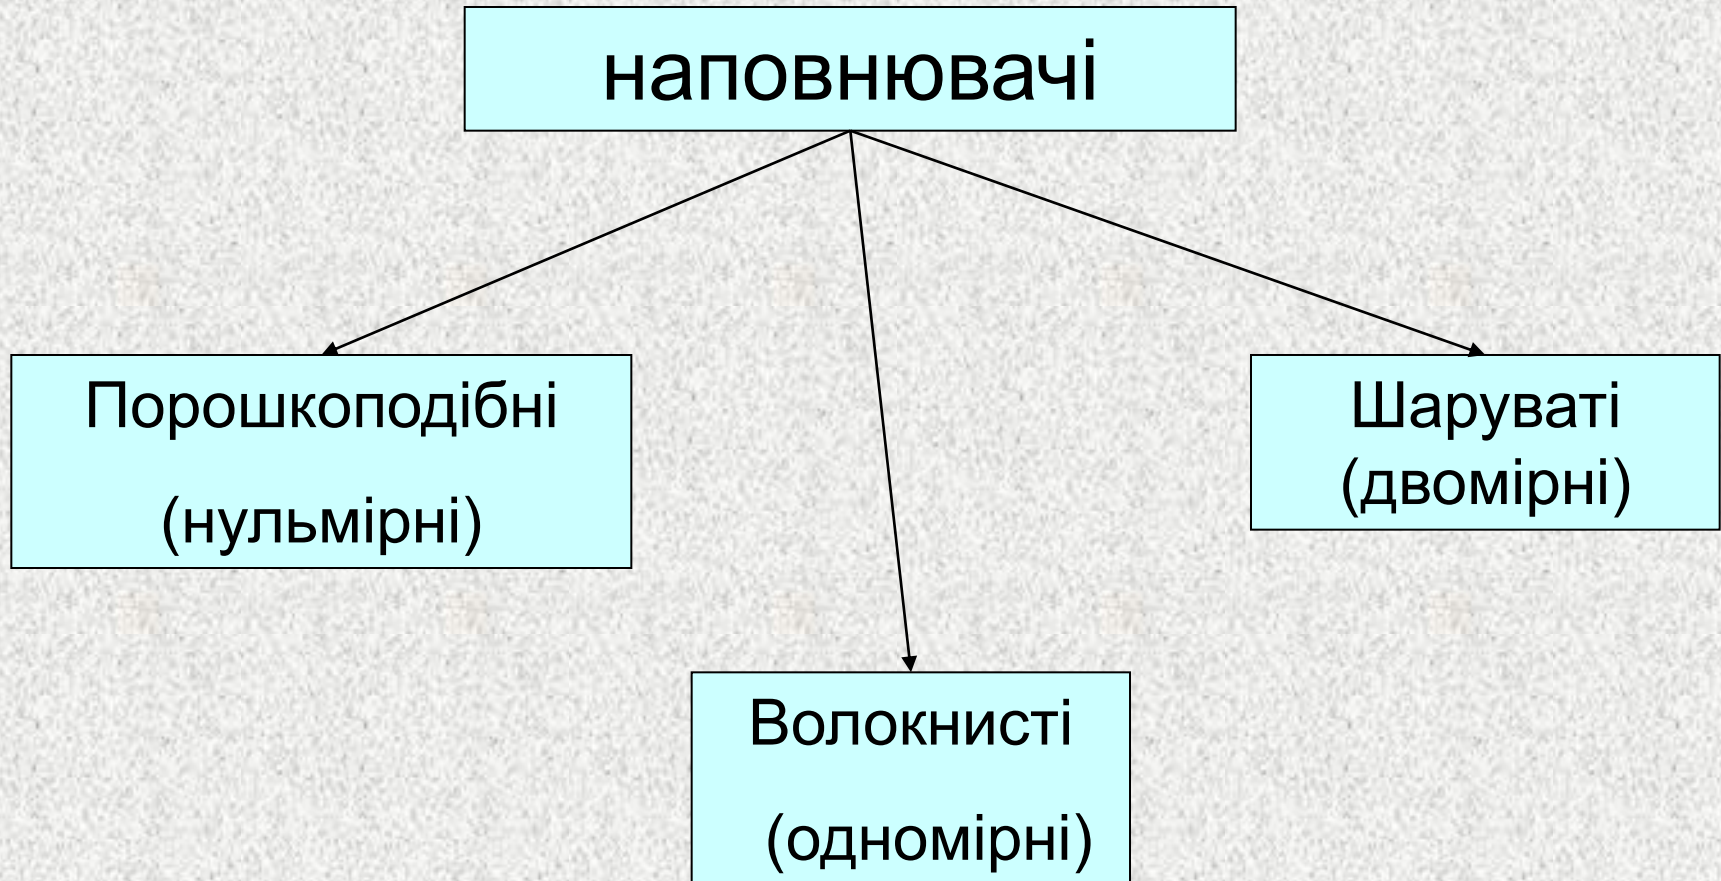 наповнювачі
Порошкоподібні
(нульмірні)
Шаруваті
(двомірні)
Волокнисті
(одномірні)